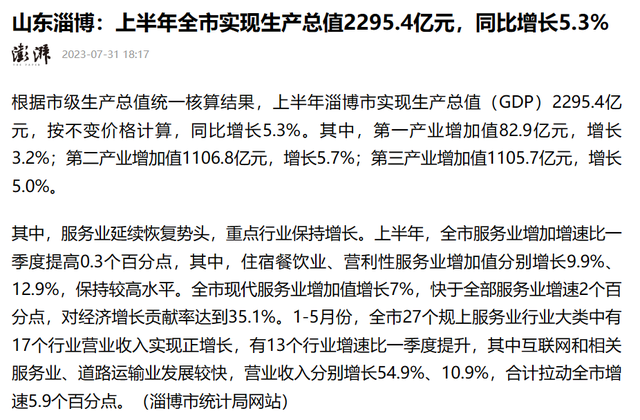 山东淄博：上半年全市实现生产总值2295.4亿元，同比增长5.3%
澎湃 2023-07-31 18:17
根据市级生产总值统一核算结果，上半年淄博市实现生产总值（GDP）2295.4亿
元，按不变价格计算，同比增长5.3%。其中，第一产业增加值82.9亿元，增长
3.2%；第二产业增加值1106.8亿元，增长5.7%；第三产业增加值1105.7亿元，增长
5.0%。
其中，服务业延续恢复势头，重点行业保持增长。上半年，全市服务业增加增速比一
季度提高0.3个百分点，其中，住宿餐饮业、营利性服务业增加值分别增长9.9%、
12.9%，保持较高水平。全市现代服务业增加值增长7%，快于全部服务业增速2个百
分点，对经济增长贡献率达到35.1%。1-5月份，全市27个规上服务业行业大类中有
17个行业营业收入实现正增长，有13个行业增速比一季度提升，其中互联网和相关
服务业、道路运输业发展较快，营业收入分别增长54.9%、10.9%，合计拉动全市增
速5.9个百分点。（淄博市统计局网站）